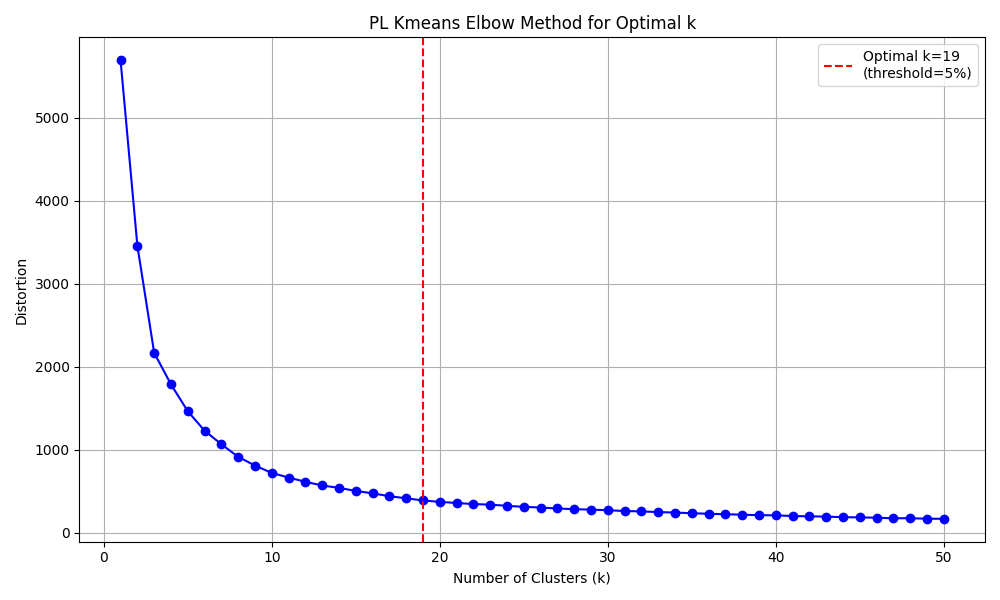 PL Kmeans Elbow Method for Optimal k
Optimal k=19
(threshold=5%)
Distortion
5000
4000
3000
2000
1000
0
0 10 20 30 40 50
Number of Clusters (k)